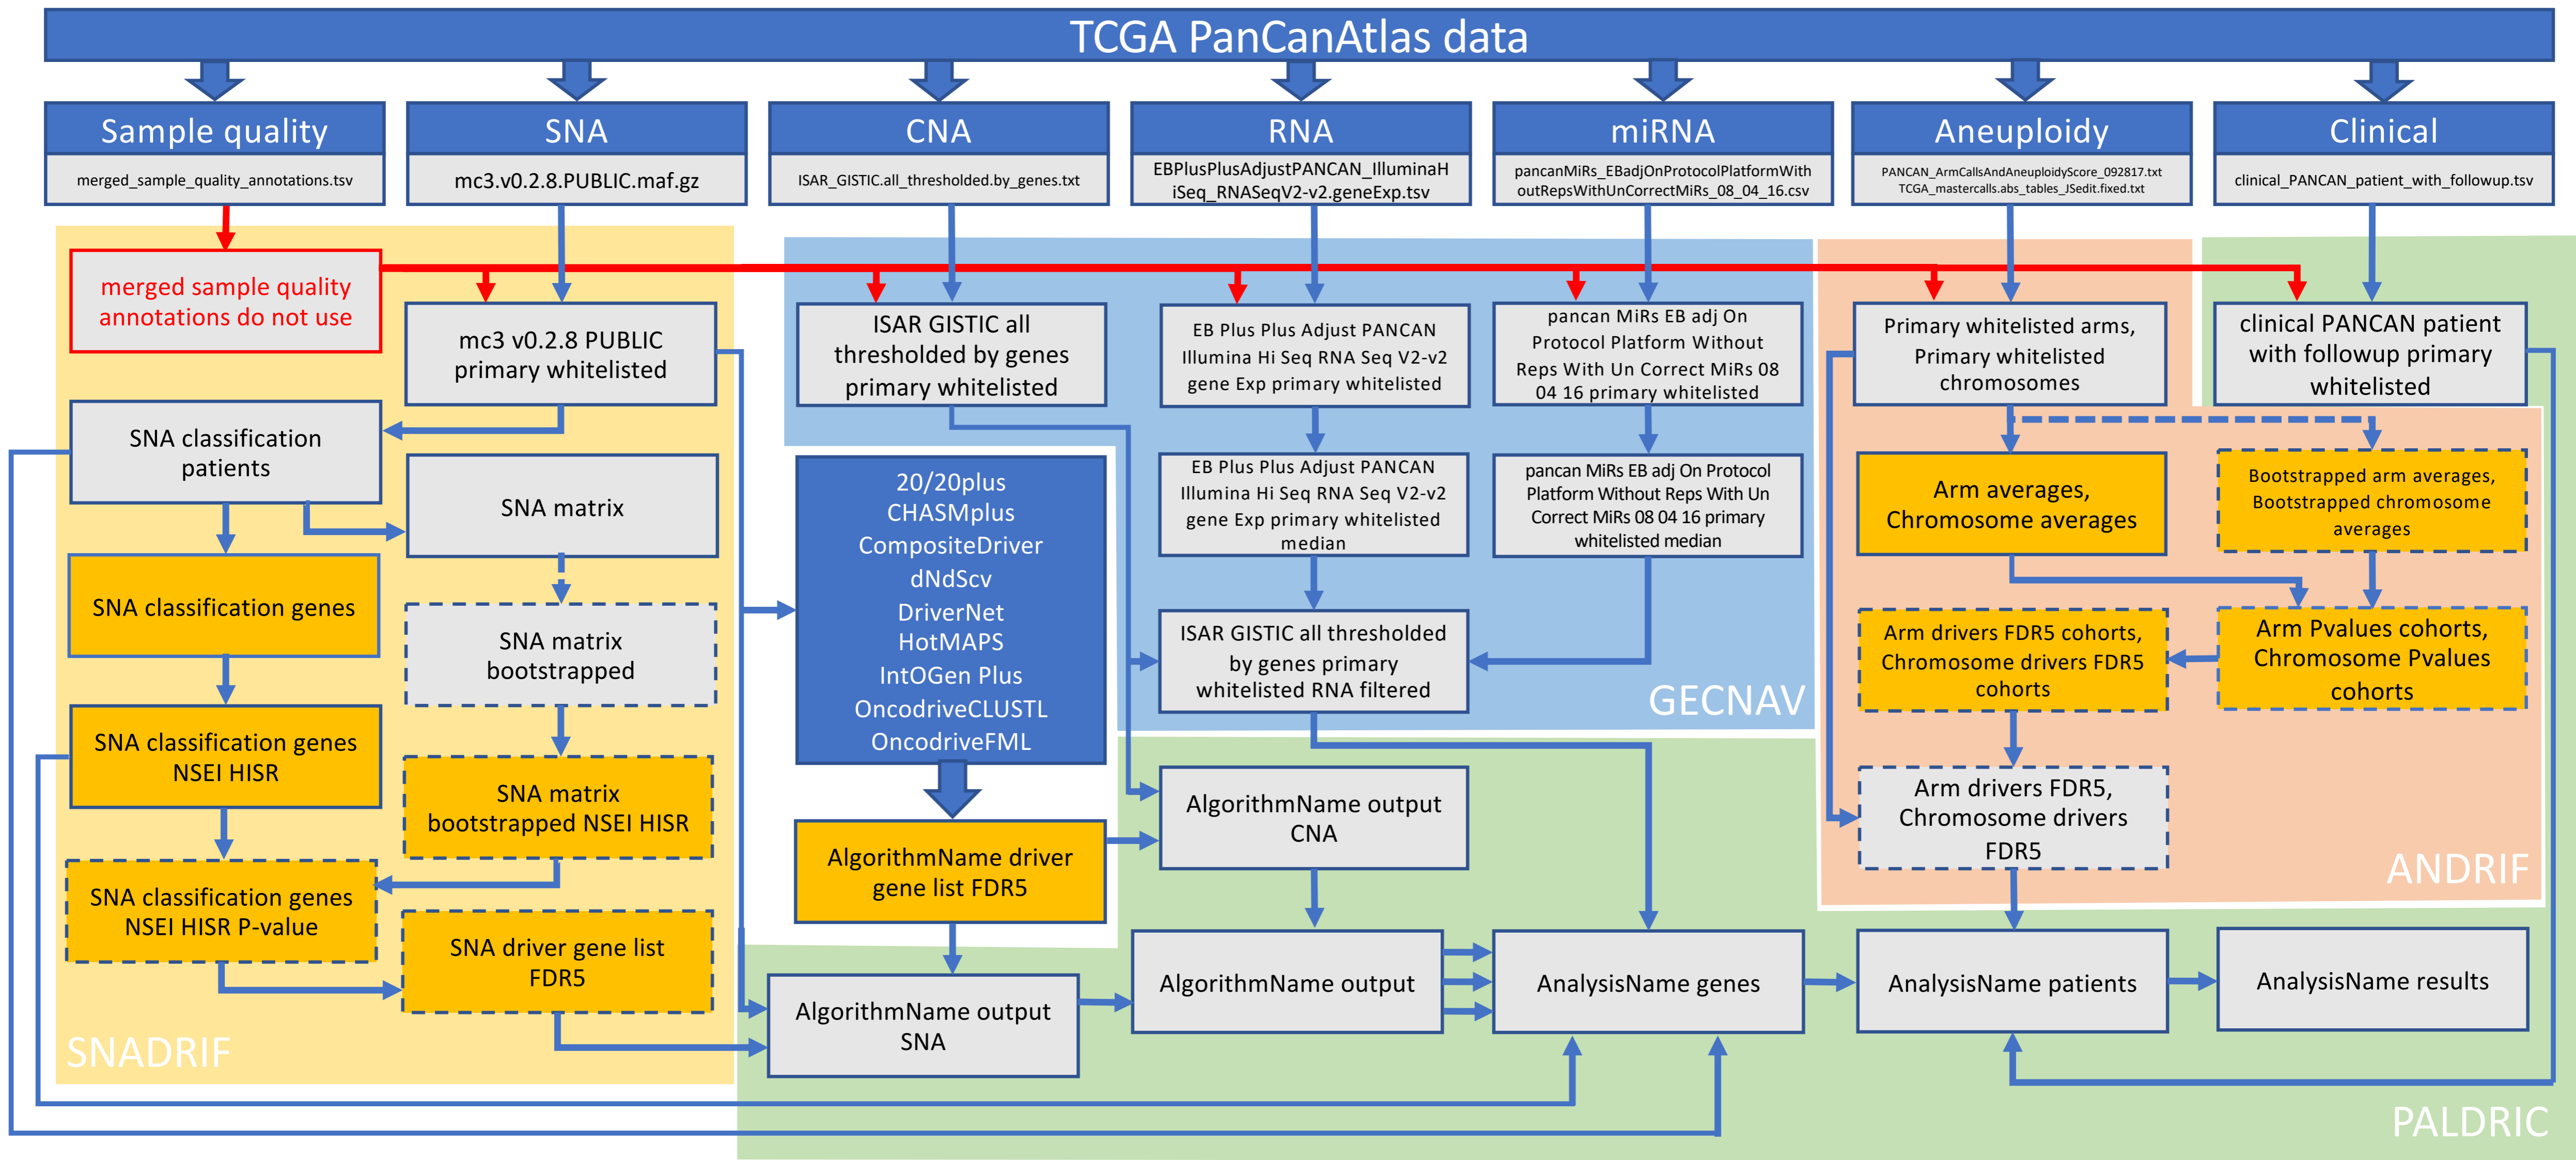 TCGA PanCanAtlas data
Sample quality
merged_sample_quality_annotations.tsv
SNA
mc3.v0.2.8.PUBLIC.maf.gz
CNA
ISAR_GISTIC.all_thresholded.by_genes.txt
RNA
EBPlusPlusAdjustPANCAN_IlluminaH
iSeq_RNASeqV2-v2.geneExp.tsv
miRNA
pancanMiRs_EBadjOnProtocolPlatformWith
outRepsWithUnCorrectMiRs_08_04_16.csv
Aneuploidy
PANCAN_ArmCallsAndAneuploidyScore_092817.txt
TCGA_mastercalls.abs_tables_JSedit.fixed.txt
Clinical
clinical_PANCAN_patient_with_followup.tsv
merged sample quality
annotations do not use
mc3 v0.2.8 PUBLIC
primary whitelisted
ISAR GISTIC all
thresholded by genes
primary whitelisted
EB Plus Plus Adjust PANCAN
Illumina Hi Seq RNA Seq V2-v2
gene Exp primary whitelisted
pancan MiRs EB adj On
Protocol Platform Without
Reps With Un Correct MiRs 08
04 16 primary whitelisted
Primary whitelisted arms,
Primary whitelisted
chromosomes
clinical PANCAN patient
with followup primary
whitelisted
SNA classification
patients
SNA matrix
20/20plus
CHASMplus
CompositeDriver
dNdScv
DriverNet
HotMAPS
IntOGen Plus
OncodriveCLUSTL
OncodriveFML
EB Plus Plus Adjust PANCAN
Illumina Hi Seq RNA Seq V2-v2
gene Exp primary whitelisted
median
pancan MiRs EB adj On Protocol
Platform Without Reps With Un
Correct MiRs 08 04 16 primary
whitelisted median
Arm averages,
Chromosome averages
Bootstrapped arm averages,
Bootstrapped chromosome
averages
SNA classification genes
SNA matrix
bootstrapped
ISAR GISTIC all thresholded
by genes primary
whitelisted RNA filtered
GECNAV
Arm drivers FDR5 cohorts,
Chromosome drivers FDR5
cohorts
Arm Pvalues cohorts,
Chromosome Pvalues
cohorts
SNA classification genes
NSEI HISR
SNA matrix
bootstrapped NSEI HISR
AlgorithmName output
CNA
Arm drivers FDR5,
Chromosome drivers
FDR5
ANDRIF
AlgorithmName driver
gene list FDR5
SNA classification genes
NSEI HISR P-value
SNA driver gene list
FDR5
AlgorithmName output
SNA
AlgorithmName output
AnalysisName genes
AnalysisName patients
AnalysisName results
SNADRIF
PALDRIC